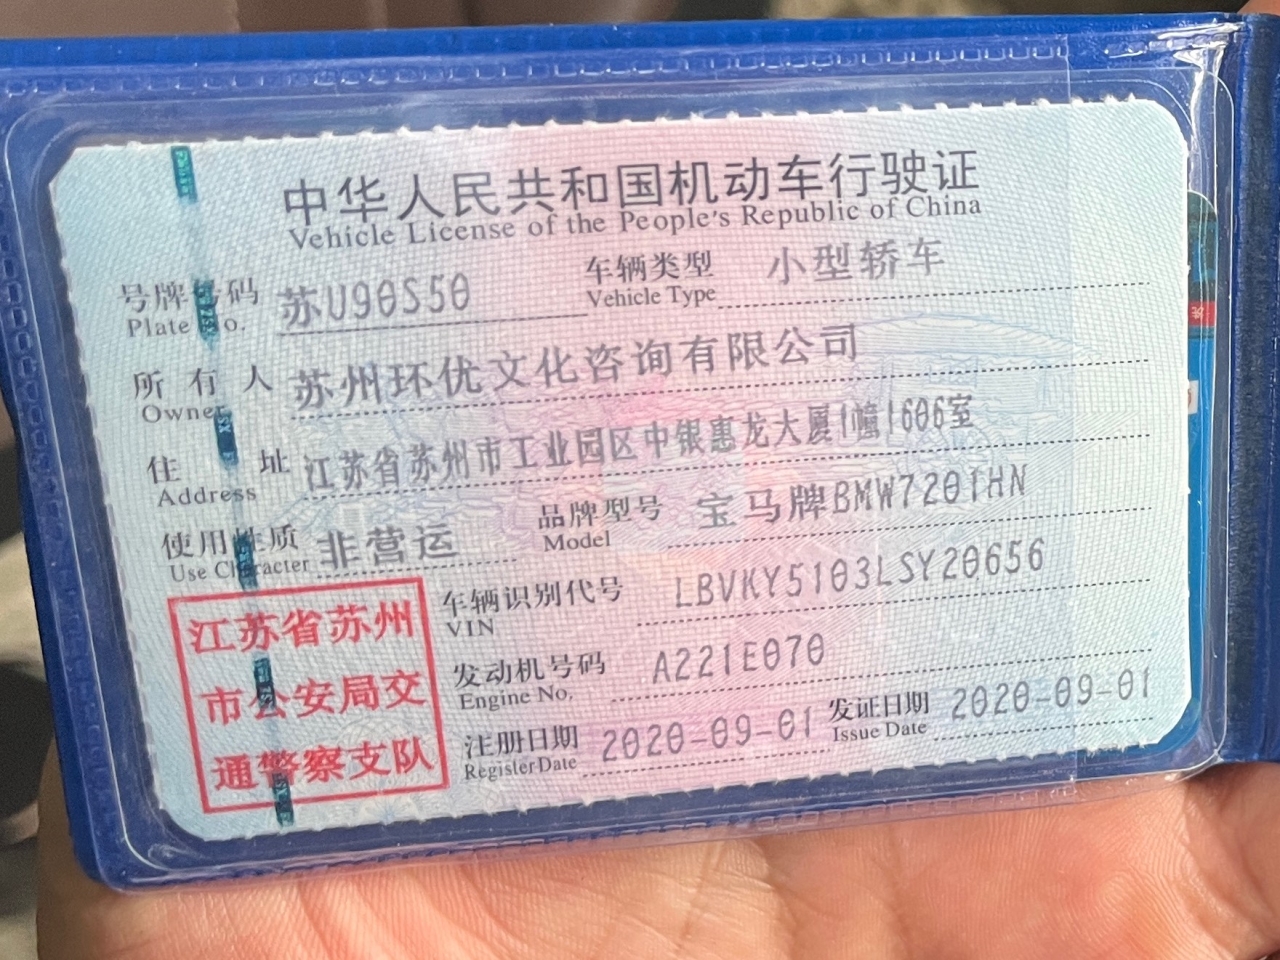 中华人民共和国机动车行驶证
Vehicle License of the People's Republic of China
号牌号码 苏U90S50 车辆类型 小型轿车
Plate No. Vehicle Type
所有人 苏州环优文化咨询有限公司
Owner
住址 江苏省苏州市工业园区中银惠龙大厦1幢1606室
Address
使用性质 非营运 品牌型号 宝马牌BMW7201HN
Use Character Model
车辆识别代号 LBVKY5103LSY20656
VIN
发动机号码 A221E070
Engine No.
注册日期 2020-09-01 发证日期 2020-09-01
Register Date Issue Date
江苏省苏州
市公安局交
通警察支队